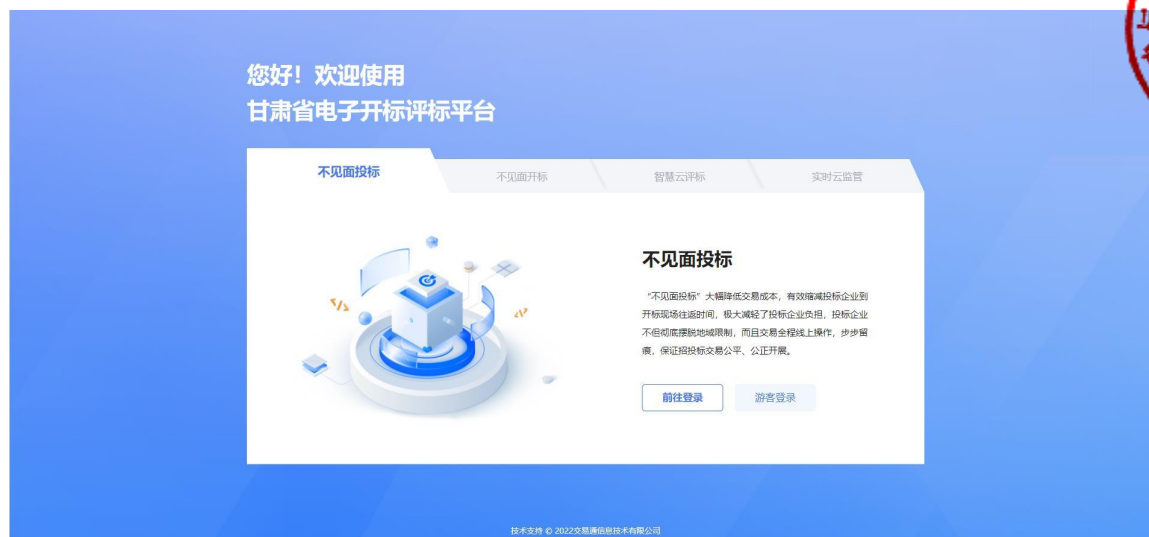 您好！欢迎使用
甘肃省电子开标评标平台
不见面投标
不见面开标
智慧云评标
实时云监管
不见面投标
“不见面投标”大幅降低交易成本，有效缩减投标企业到
开标现场往返时间，极大减轻了投标企业负担，投标企业
不但彻底摆脱地域限制，而且交易全程线上操作，步步留
痕，保证招投标交易公平、公正开展。
前往登录
游客登录
技术支持 © 2022交易通信息技术有限公司